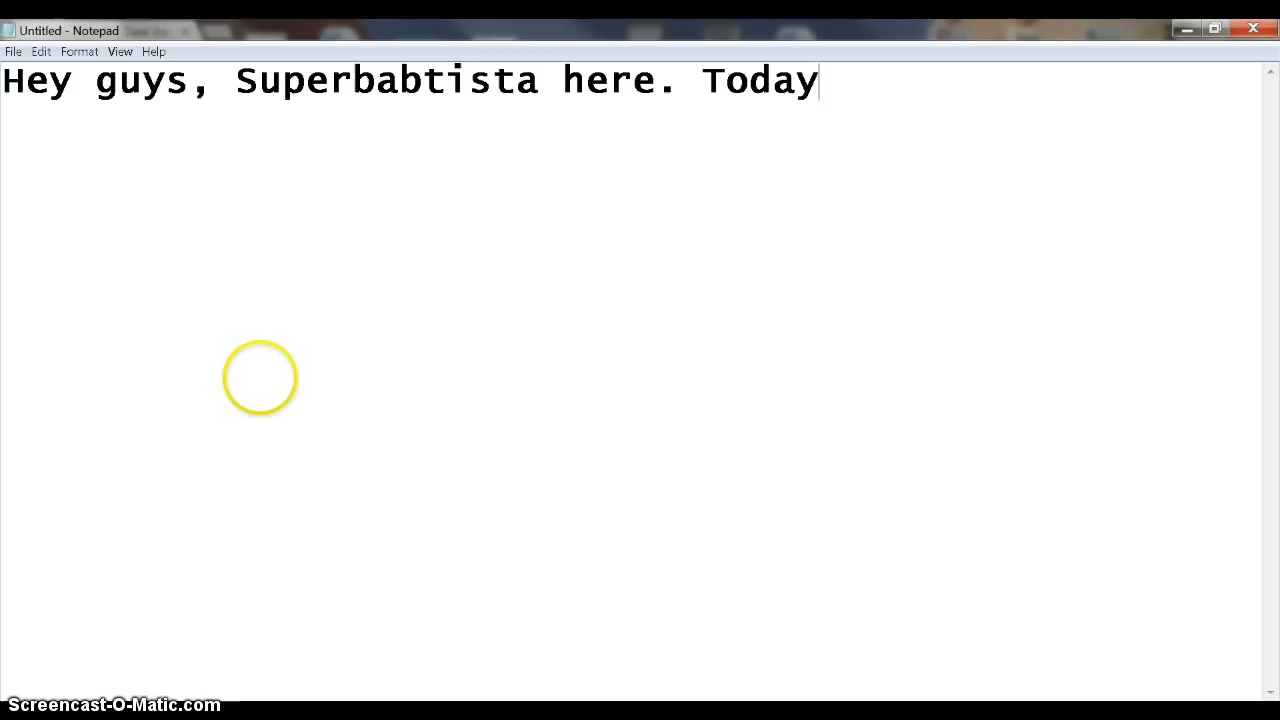 Untitled - Notepad
File Edit Format View Help
Hey guys, Superbabtista here. Today
Screencast-O-Matic.com